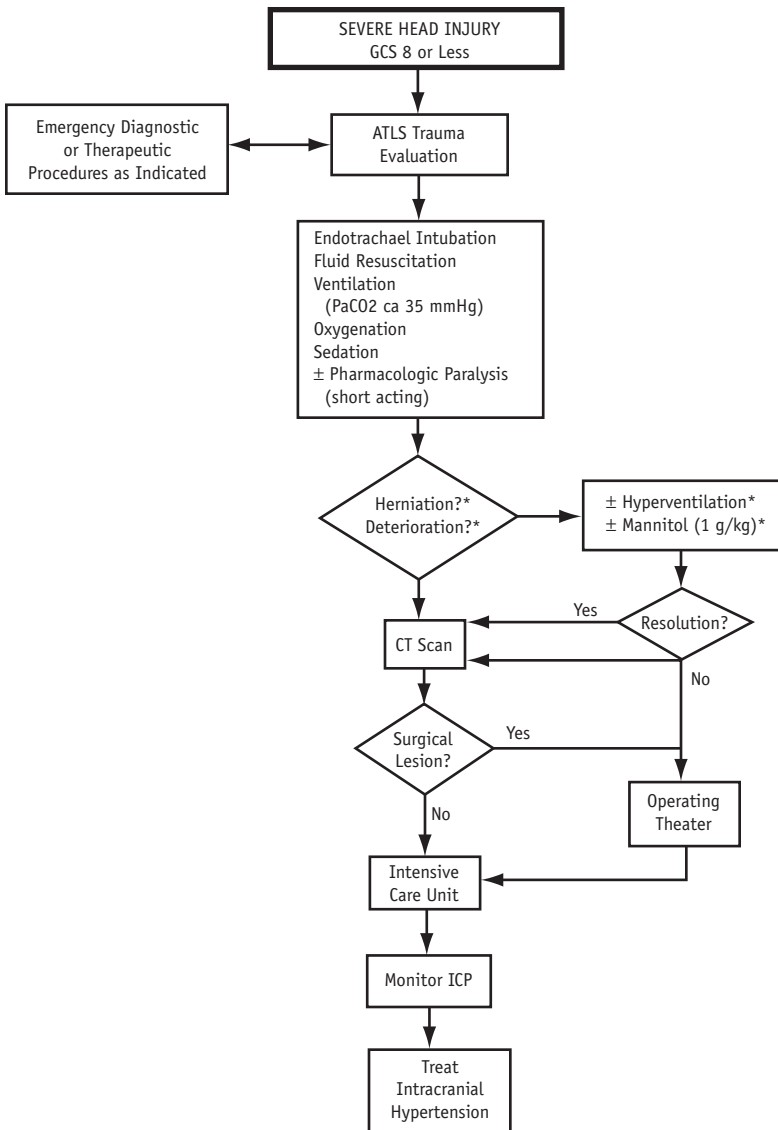 SEVERE HEAD INJURY
GCS 8 or Less
Emergency Diagnostic
or Therapeutic
Procedures as Indicated
ATLS Trauma
Evaluation
Endotrachael Intubation
Fluid Resuscitation
Ventilation
(PaCO2 ca 35 mmHg)
Oxygenation
Sedation
± Pharmacologic Paralysis
(short acting)
Herniation?*
Deterioration?*
± Hyperventilation*
± Mannitol (1 g/kg)*
Resolution?
Yes
No
CT Scan
Surgical
Lesion?
Yes
No
Operating
Theater
Intensive
Care Unit
Monitor ICP
Treat
Intracranial
Hypertension